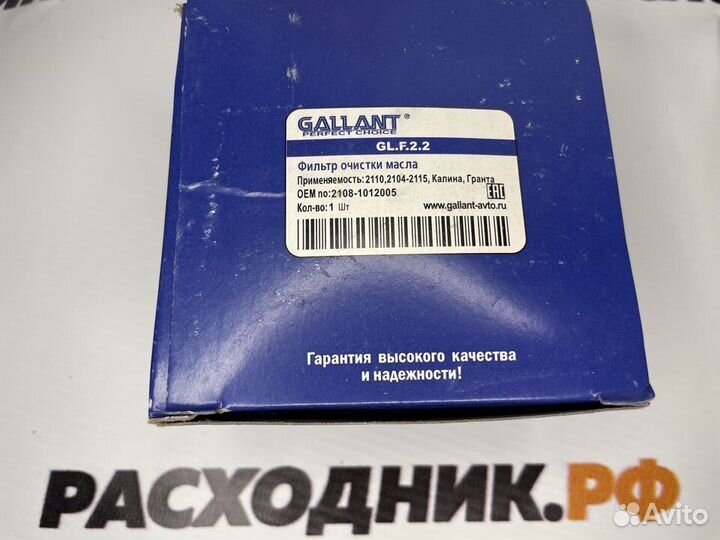 GALLANT®
PERFECT CHOICE
GL.F.2.2
Фильтр очистки масла
Применяемость: 2110,2104-2115, Калина, Гранта
OEM no: 2108-1012005
Кол-во: 1 Шт
www.gallant-avto.ru
EAC
Гарантия высокого качества
и надежности!
РАСХОДНИК.РФ
Avito